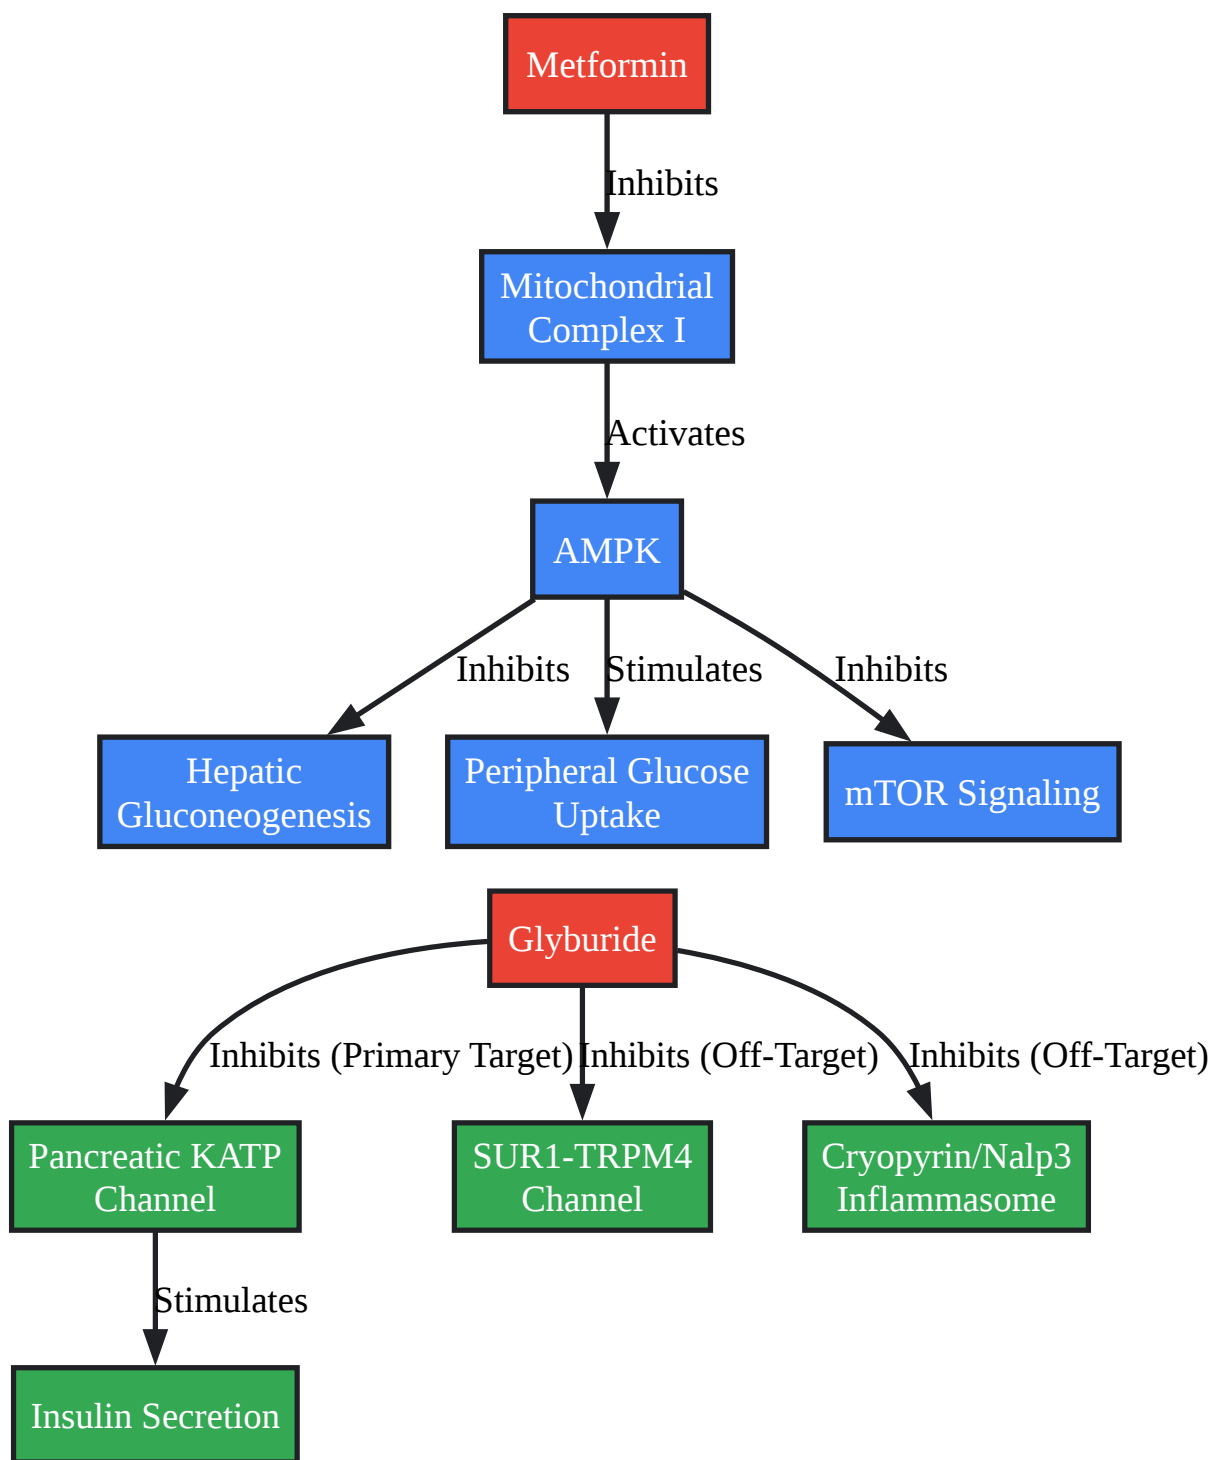 Metformin
Inhibits
Mitochondrial
Complex I
Activates
AMPK
Inhibits
Stimulates
Inhibits
Hepatic
Gluconeogenesis
Peripheral Glucose
Uptake
mTOR Signaling
Glyburide
Inhibits (Primary Target)
Inhibits (Off-Target)
Inhibits (Off-Target)
Pancreatic KATP
Channel
SUR1-TRPM4
Channel
Cryopyrin/Nalp3
Inflammasome
Stimulates
Insulin Secretion